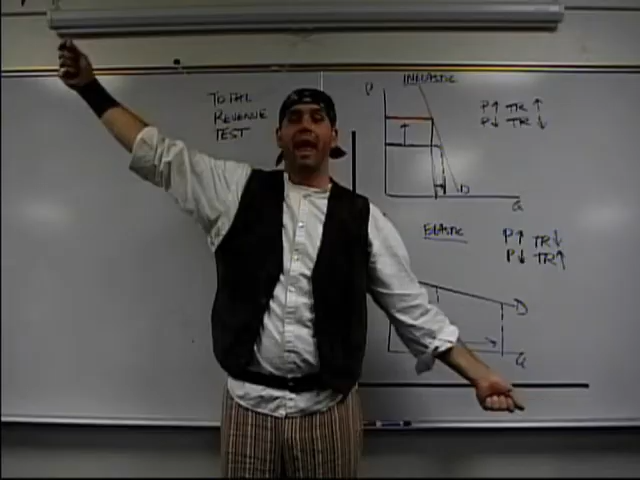 TOTAL
REVENUE
TEST
INELASTIC
P
P↑ TR↑
P↓ TR↓
D
Q
ELASTIC
P↑ TR↓
P↓ TR↑
D
Q